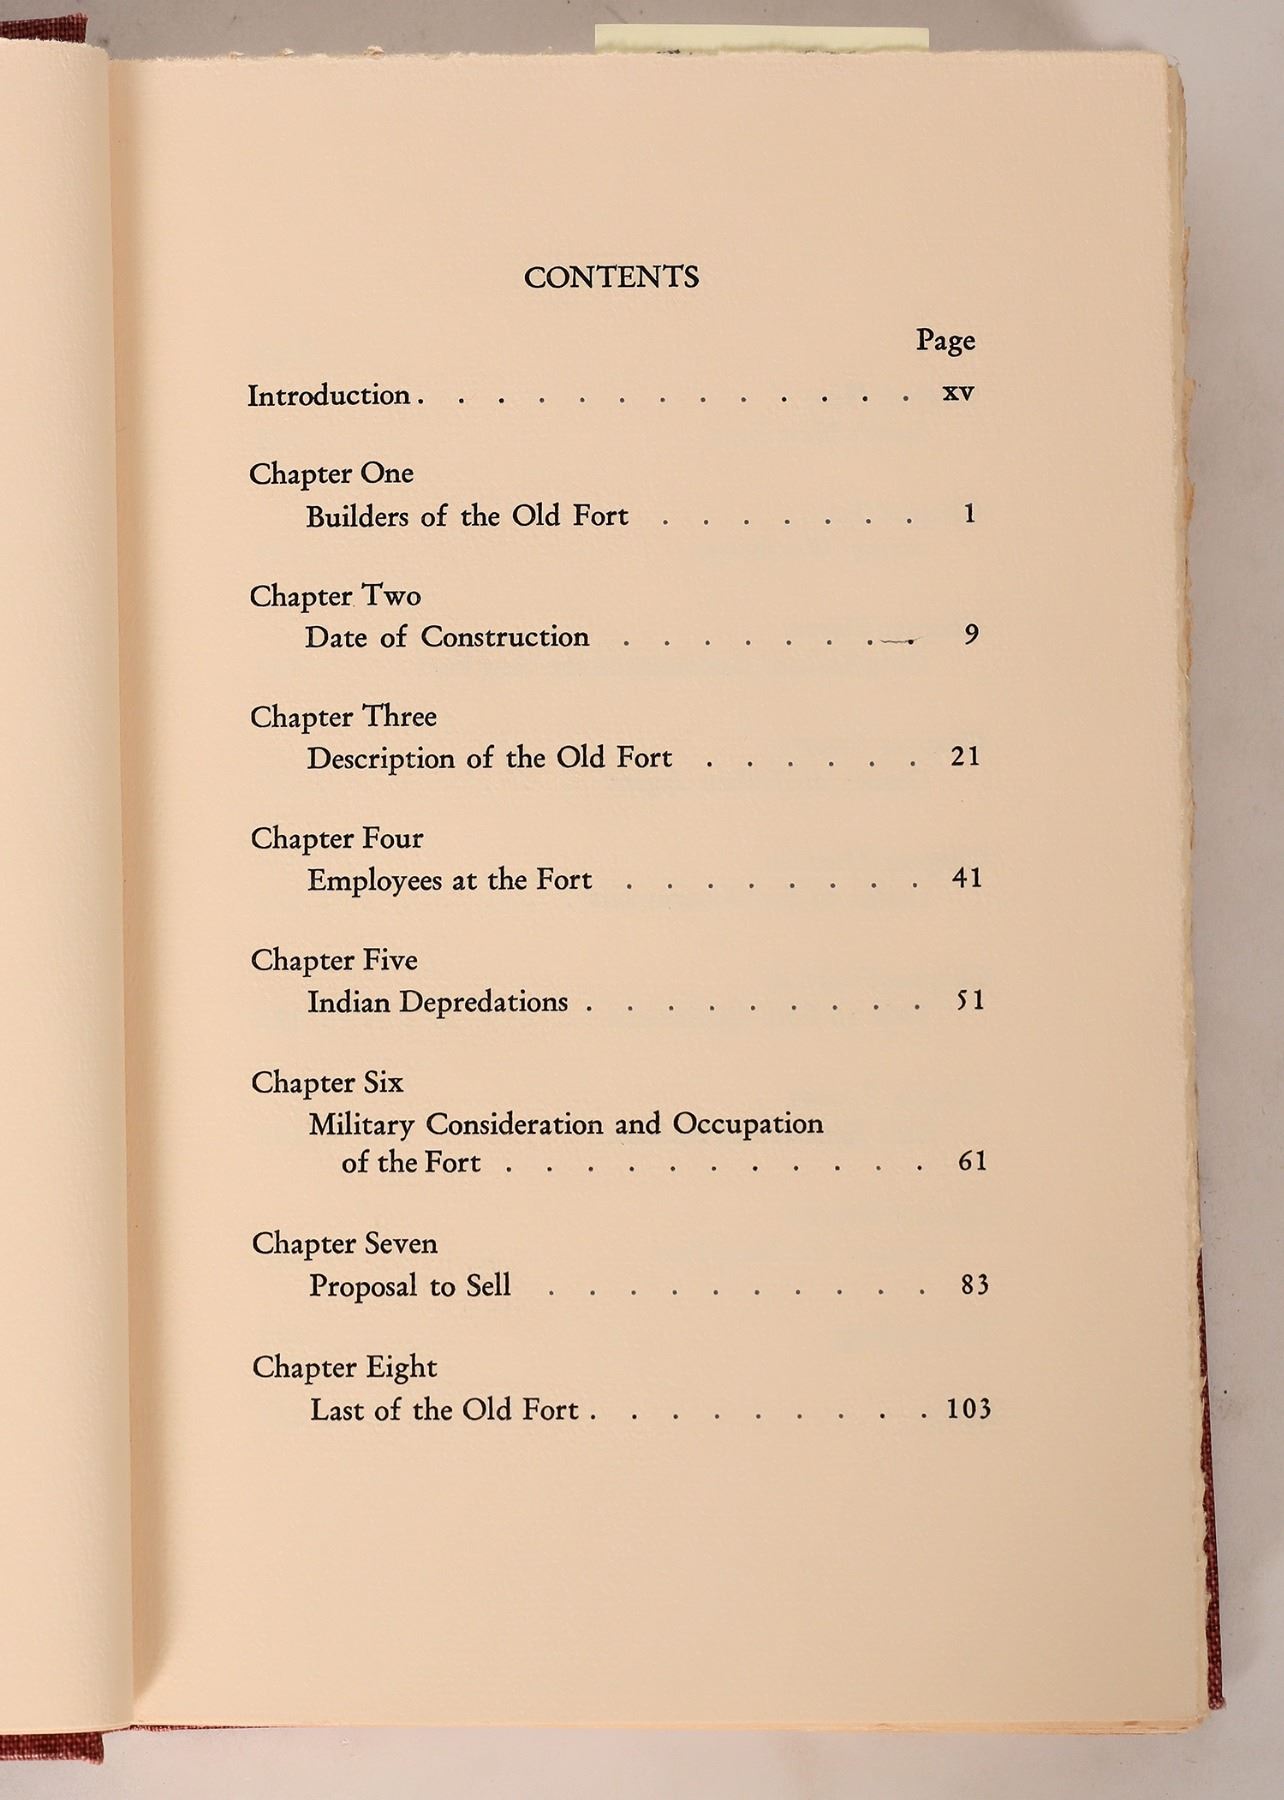 CONTENTS
Page
Introduction . . . . . . . . . . . . . xv
Chapter One
Builders of the Old Fort . . . . . . . 1
Chapter Two
Date of Construction . . . . . . . . 9
Chapter Three
Description of the Old Fort . . . . . . 21
Chapter Four
Employees at the Fort . . . . . . . . 41
Chapter Five
Indian Depredations . . . . . . . . . 51
Chapter Six
Military Consideration and Occupation
of the Fort . . . . . . . . . . . 61
Chapter Seven
Proposal to Sell . . . . . . . . . . 83
Chapter Eight
Last of the Old Fort . . . . . . . . . 103